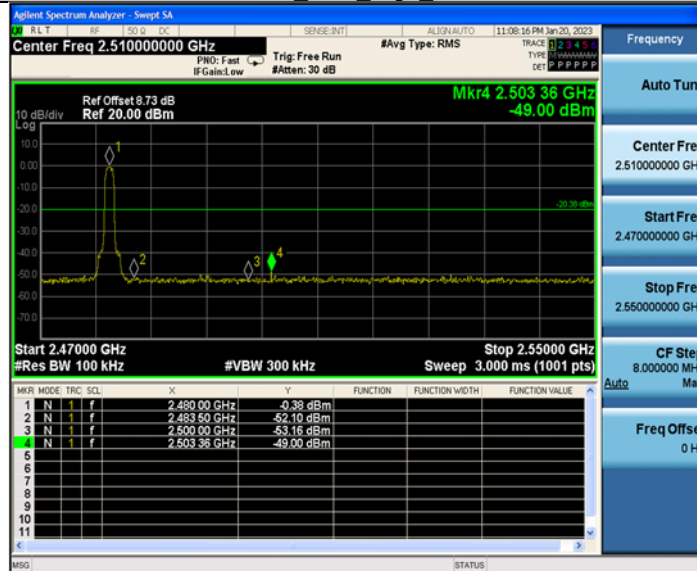 Agilent Spectrum Analyzer - Swept SA
RL T RF 50 Ω DC SENSE:INT ALIGN AUTO 11:08:16 PM Jan 20, 2023
Center Freq 2.510000000 GHz #Avg Type: RMS TRACE 1 2 3 4 5 6
PNO: Fast Trig: Free Run TYPE
IFGain:Low #Atten: 30 dB DET P P P P P P
Mkr4 2.503 36 GHz
-49.00 dBm
Ref Offset 8.73 dB
10 dB/div Ref 20.00 dBm
Log
10.0
0.00
-10.0
-20.0
-30.0
-40.0
-50.0
-60.0
-70.0
1
2
3
4
-20.38 dBm
Start 2.47000 GHz Stop 2.55000 GHz
#Res BW 100 kHz #VBW 300 kHz Sweep 3.000 ms (1001 pts)
MKR MODE TRC SCL X Y FUNCTION FUNCTION WIDTH FUNCTION VALUE
1 N 1 f 2.480 00 GHz -0.38 dBm
2 N 1 f 2.483 50 GHz -52.10 dBm
3 N 1 f 2.500 00 GHz -53.16 dBm
4 N 1 f 2.503 36 GHz -49.00 dBm
5
6
7
8
9
10
11
MSG STATUS
Frequency
Auto Tun
Center Fre
2.510000000 GH
Start Fre
2.470000000 GH
Stop Fre
2.550000000 GH
CF Ste
8.000000 MH
Auto Ma
Freq Offse
0 H